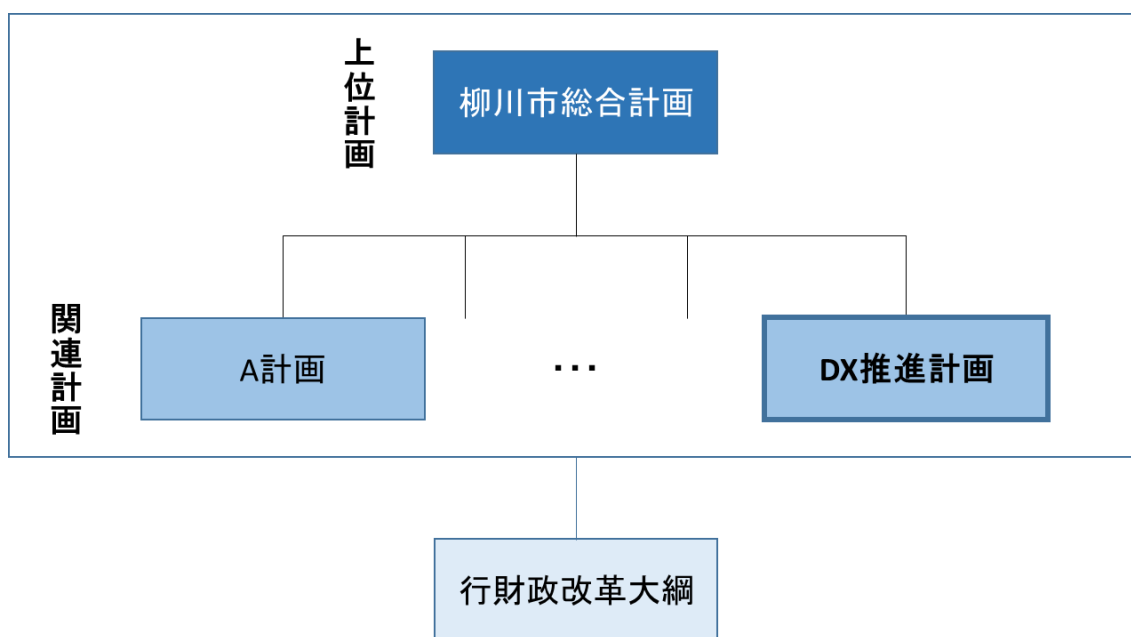 上位計画
柳川市総合計画
関連計画
A計画
・・・
DX推進計画
行財政改革大綱